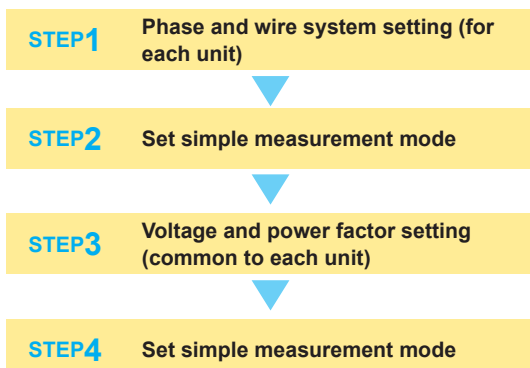 STEP1 Phase and wire system setting (for
each unit)
STEP2 Set simple measurement mode
STEP3 Voltage and power factor setting
(common to each unit)
STEP4 Set simple measurement mode